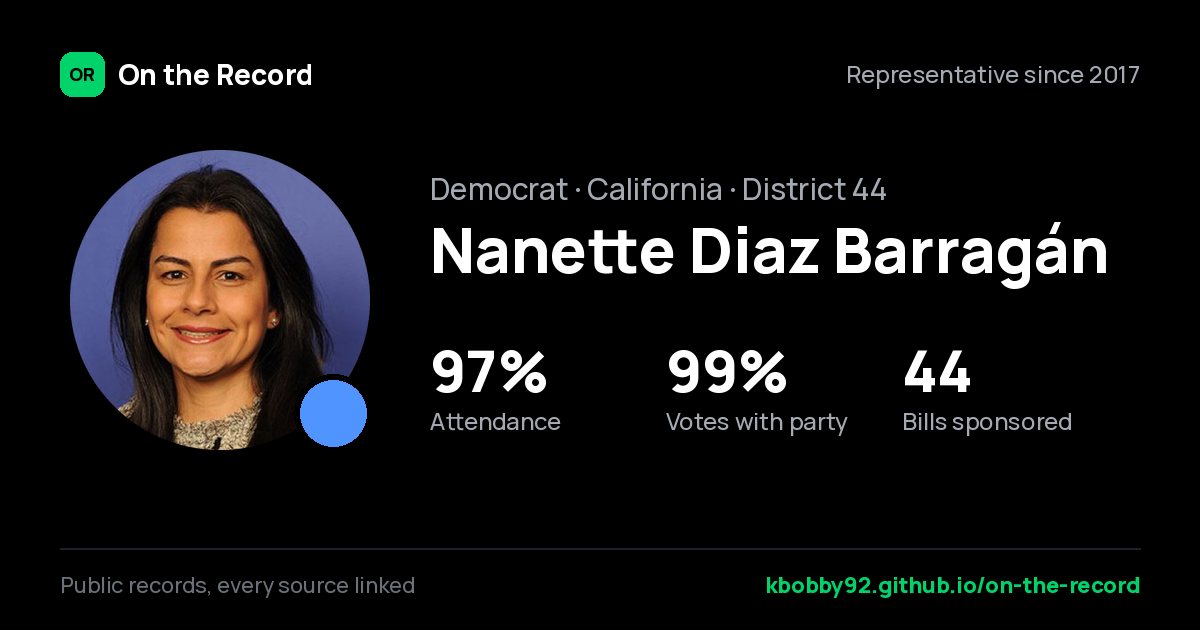 OR On the Record
Representative since 2017
Democrat · California · District 44
Nanette Diaz Barragán
97% 99% 44
Attendance Votes with party Bills sponsored
Public records, every source linked
kbobby92.github.io/on-the-record